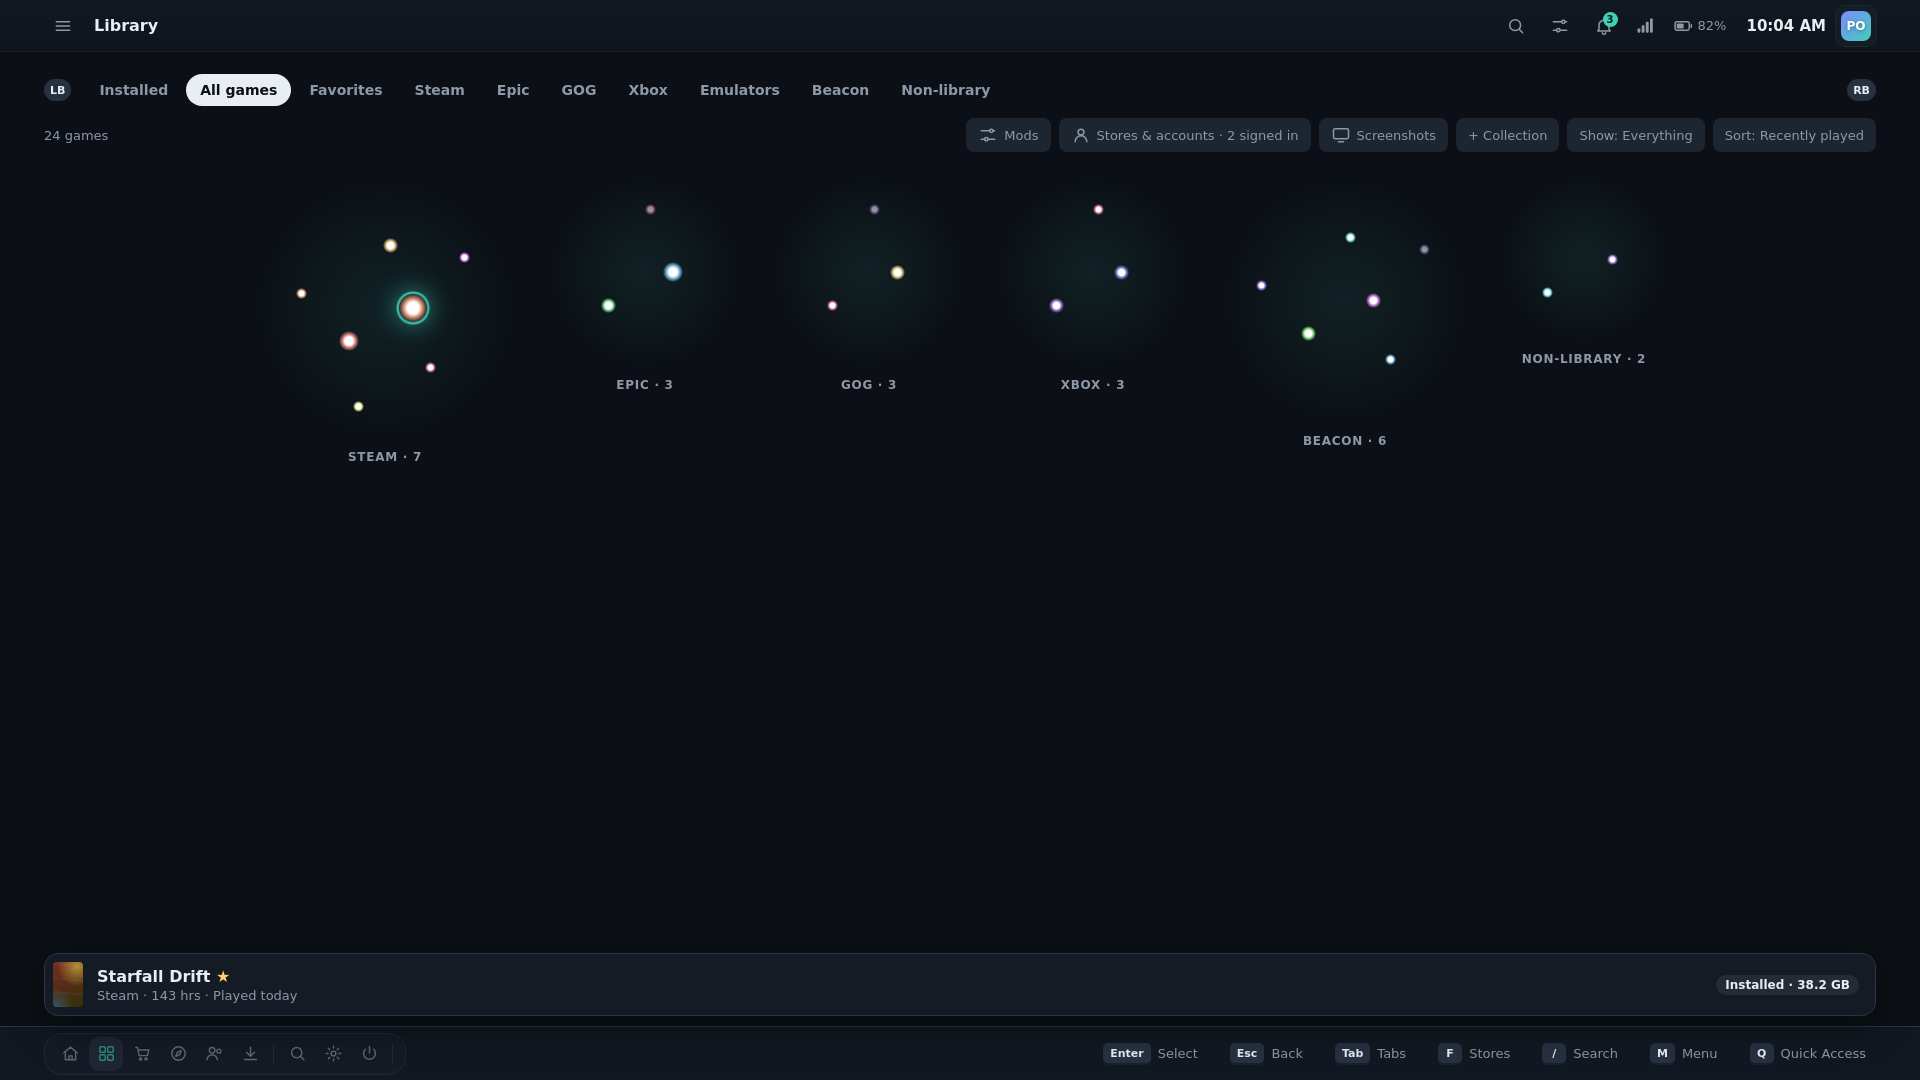 Library
3
82%
10:04 AM
PO
LB
Installed
All games
Favorites
Steam
Epic
GOG
Xbox
Emulators
Beacon
Non-library
RB
24 games
Mods
Stores & accounts · 2 signed in
Screenshots
+ Collection
Show: Everything
Sort: Recently played
NON-LIBRARY · 2
EPIC · 3
GOG · 3
XBOX · 3
BEACON · 6
STEAM · 7
Starfall Drift ★
Steam · 143 hrs · Played today
Installed · 38.2 GB
Enter Select
Esc Back
Tab Tabs
F Stores
/ Search
M Menu
Q Quick Access